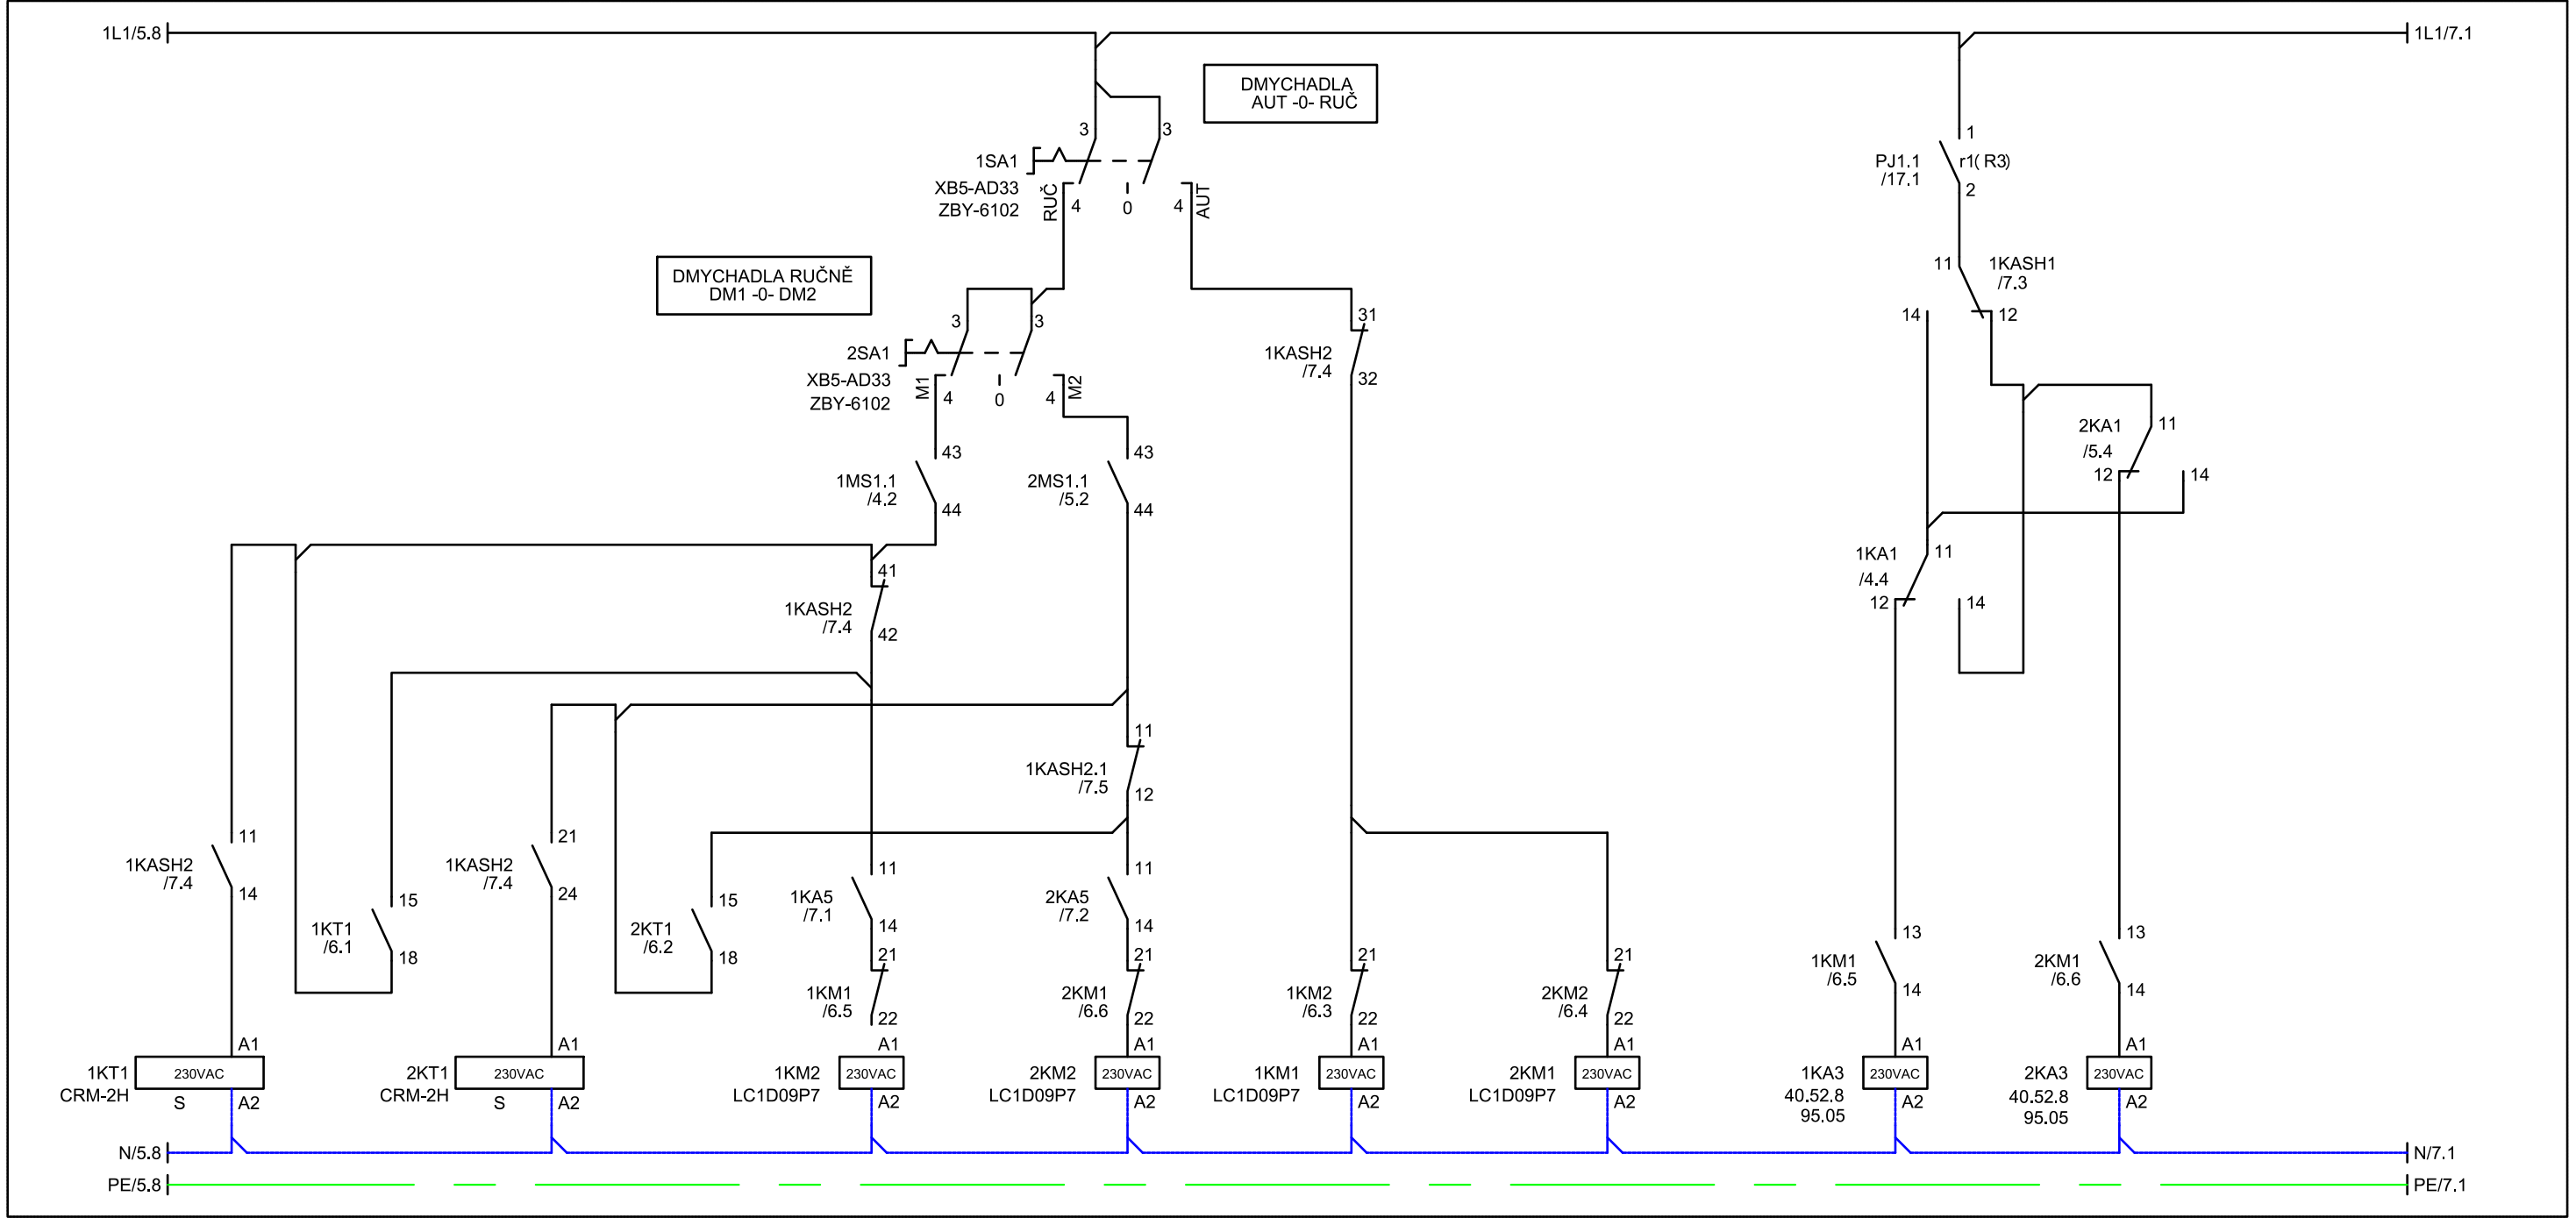 1L1/5.8
1L1/7.1
DMYCHADLA
AUT -0- RUČ
3
3
1SA1
XB5-AD33
ZBY-6102
RUČ
4
0
4
AUT
1
PJ1.1
/17.1
r1( R3)
2
DMYCHADLA RUČNĚ
DM1 -0- DM2
3
3
2SA1
XB5-AD33
ZBY-6102
M1
4
0
4
M2
31
1KASH2
/7.4
32
11
1KASH1
/7.3
14
12
2KA1
/5.4
11
12
14
43
1MS1.1
/4.2
44
43
2MS1.1
/5.2
44
1KA1
/4.4
11
12
14
41
1KASH2
/7.4
42
11
1KASH2.1
/7.5
12
11
1KASH2
/7.4
14
15
1KT1
/6.1
18
21
1KASH2
/7.4
24
15
2KT1
/6.2
18
11
1KA5
/7.1
14
21
1KM1
/6.5
22
11
2KA5
/7.2
14
21
2KM1
/6.6
22
21
1KM2
/6.3
22
21
2KM2
/6.4
22
13
1KM1
/6.5
14
13
2KM1
/6.6
14
A1
1KT1
CRM-2H
230VAC
S
A2
A1
2KT1
CRM-2H
230VAC
S
A2
A1
1KM2
LC1D09P7
230VAC
A2
A1
2KM2
LC1D09P7
230VAC
A2
A1
1KM1
LC1D09P7
230VAC
A2
A1
2KM1
LC1D09P7
230VAC
A2
A1
1KA3
40.52.8
95.05
230VAC
A2
A1
2KA3
40.52.8
95.05
230VAC
A2
N/5.8
N/7.1
PE/5.8
PE/7.1